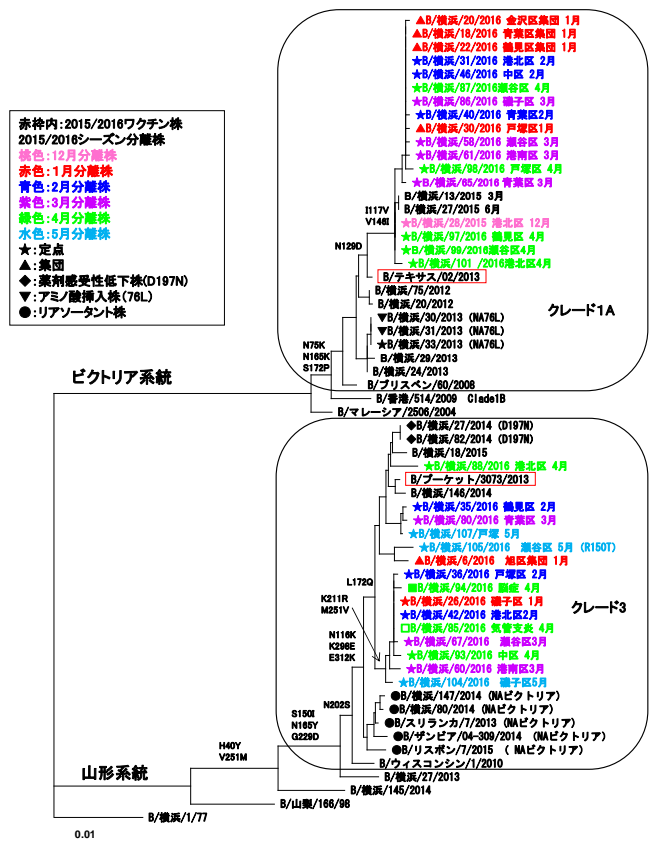 ▲B/横浜/20/2016 金沢区集団 1月
▲B/横浜/18/2016 青葉区集団 1月
▲B/横浜/22/2016 鶴見区集団 1月
★B/横浜/31/2016 港北区 2月
★B/横浜/46/2016 中区 2月
★B/横浜/87/2016瀬谷区 4月
★B/横浜/86/2016 磯子区 3月
★B/横浜/40/2016 青葉区2月
▲B/横浜/30/2016 戸塚区1月
★B/横浜/58/2016 瀬谷区 3月
★B/横浜/61/2016 港南区 3月
★B/横浜/98/2016 戸塚区 4月
★B/横浜/65/2016 青葉区 3月
B/横浜/13/2015 3月
B/横浜/27/2015 6月
★B/横浜/28/2015 港北区 12月
★B/横浜/97/2016 鶴見区 4月
★B/横浜/99/2016瀬谷区 4月
★B/横浜/101 /2016港北区4月
B/テキサス/02/2013
B/横浜/75/2012
B/横浜/20/2012
▼B/横浜/30/2013 (NA76L)
▼B/横浜/31/2013 (NA76L)
★B/横浜/33/2013 (NA76L)
B/横浜/29/2013
B/横浜/24/2013
B/ブリスベン/60/2008
B/香港/514/2009 Clade1B
B/マレーシア/2506/2004
I117V
V146I
N129D
N75K
N165K
S172P
クレード1A
赤枠内:2015/2016ワクチン株
2015/2016シーズン分離株
桃色:12月分離株
赤色:1月分離株
青色:2月分離株
紫色:3月分離株
緑色:4月分離株
水色:5月分離株
★:定点
▲:集団
◆:薬剤感受性低下株(D197N)
▼:アミノ酸挿入株(76L)
●:リアソータント株
ビクトリア系統
◆B/横浜/27/2014 (D197N)
◆B/横浜/82/2014 (D197N)
B/横浜/18/2015
★B/横浜/88/2016 港北区 4月
B/プーケット/3073/2013
B/横浜/146/2014
★B/横浜/35/2016 鶴見区 2月
★B/横浜/80/2016 青葉区 3月
★B/横浜/107/戸塚 5月
★B/横浜/105/2016 瀬谷区 5月 (R150T)
▲B/横浜/6/2016 旭区集団 1月
★B/横浜/36/2016 戸塚区 2月
■B/横浜/94/2016 脳症 4月
★B/横浜/26/2016 磯子区 1月
★B/横浜/42/2016 港北区2月
□B/横浜/85/2016 気管支炎 4月
★B/横浜/67/2016 瀬谷区3月
★B/横浜/93/2016 中区 4月
★B/横浜/60/2016 港南区3月
★B/横浜/104/2016 磯子区5月
●B/横浜/147/2014 (NAビクトリア)
●B/横浜/80/2014 (NAビクトリア)
●B/スリランカ/7/2013 (NAビクトリア)
●B/ザンビア/04-309/2014 (NAビクトリア)
●B/リスボン/7/2015 ( NAビクトリア)
B/ウィスコンシン/1/2010
B/横浜/27/2013
B/横浜/145/2014
B/山梨/166/98
B/横浜/1/77
L172Q
K211R
M251V
N116K
K298E
E312K
N202S
S150I
N165Y
G229D
H40Y
V251M
クレード3
山形系統
0.01